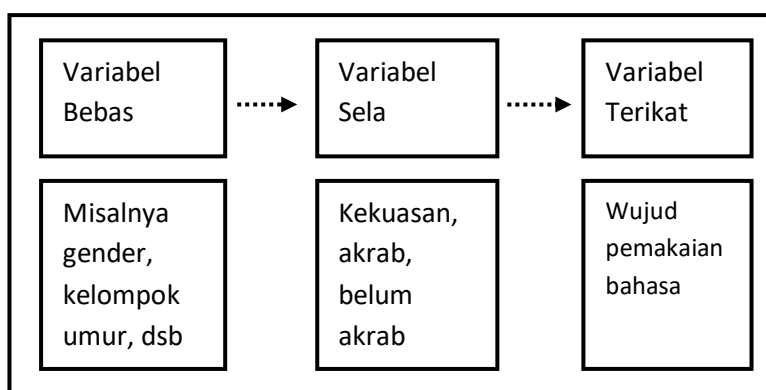 Variabel
Bebas
Variabel
Sela
Variabel
Terikat
Misalnya
gender,
kelompok
umur, dsb
Kekuasan,
akrab,
belum
akrab
Wujud
pemakaian
bahasa